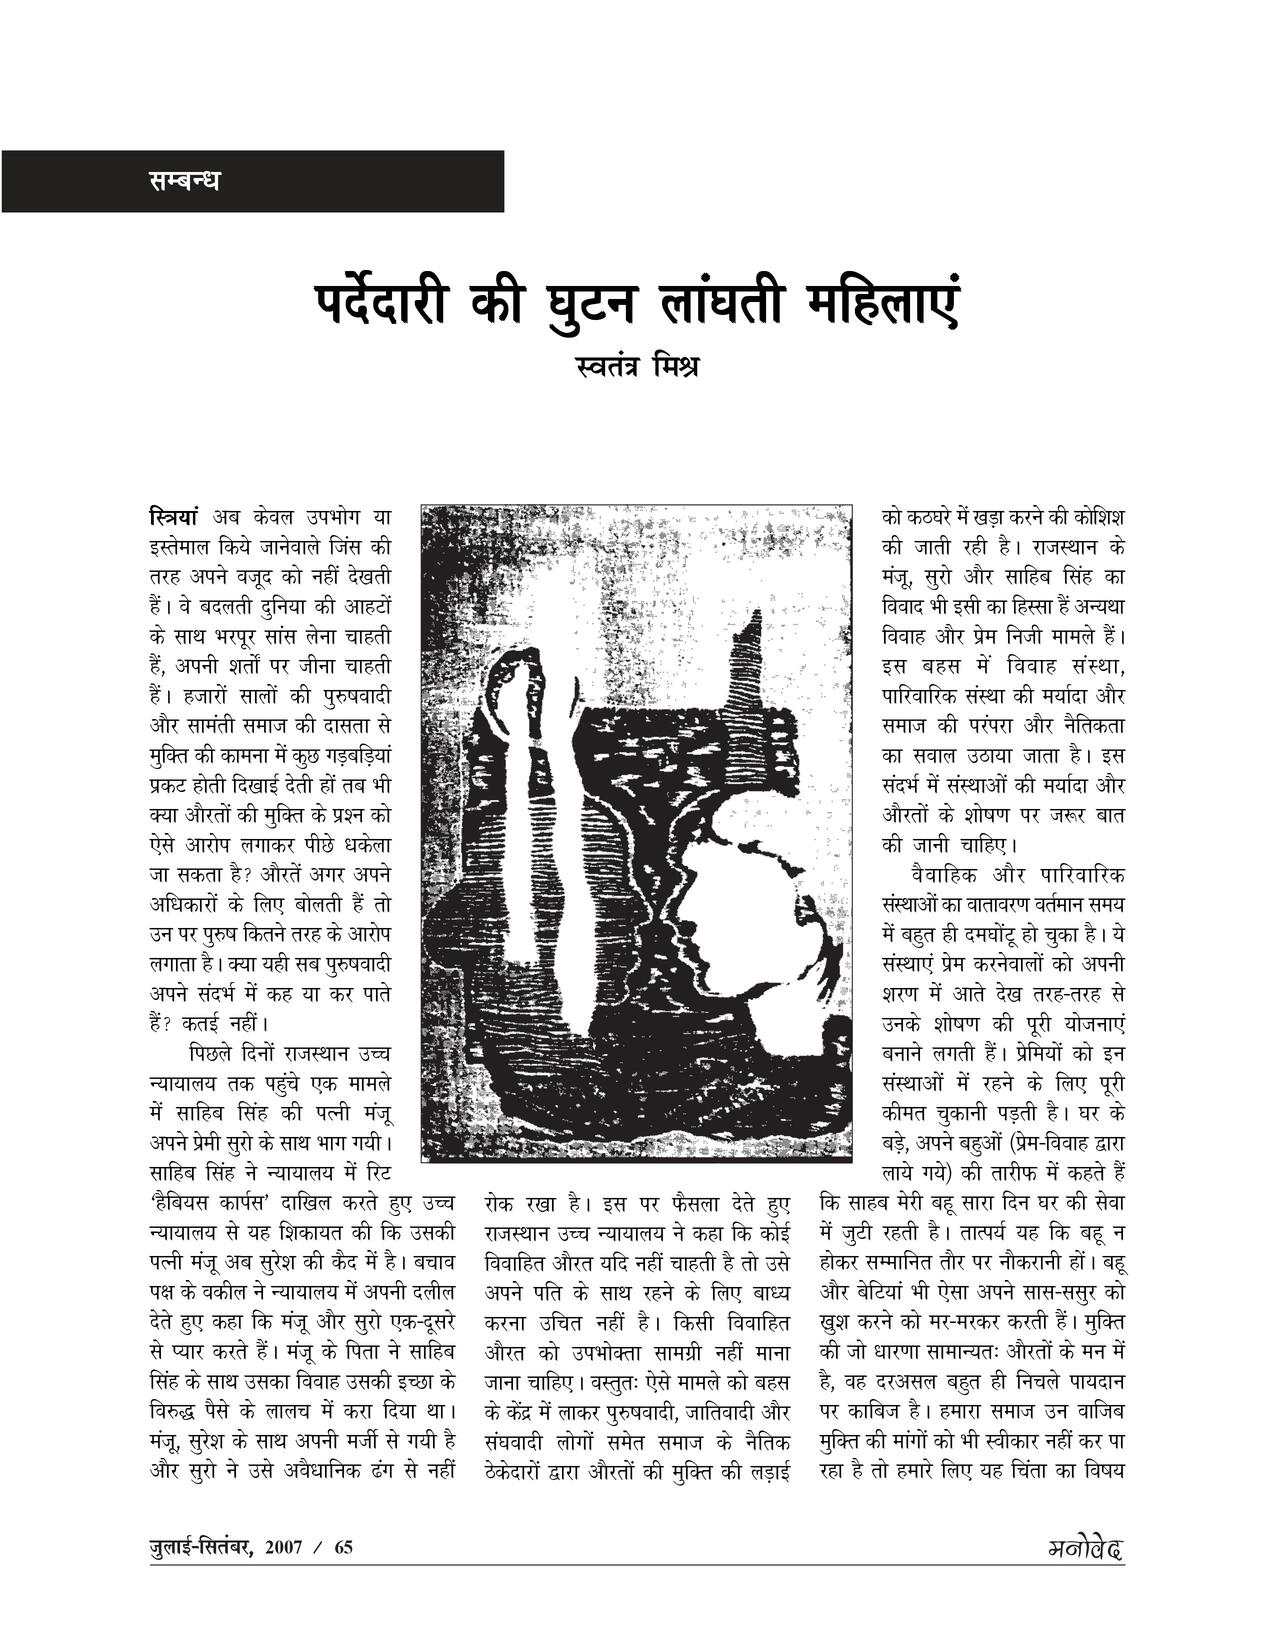 सम्बन्ध
पर्देदारी की घुटन लांघती महिलाएं
स्वतंत्र मिश्र
स्त्रियां अब केवल उपभोग या
इस्तेमाल किये जानेवाले जिंस की
तरह अपने वजूद को नहीं देखती
हैं। वे बदलती दुनिया की आहटों
के साथ भरपूर सांस लेना चाहती
हैं, अपनी शर्तों पर जीना चाहती
हैं। हजारों सालों की पुरुषवादी
और सामंती समाज की दासता से
मुक्ति की कामना में कुछ गड़बड़ियां
प्रकट होती दिखाई देती हों तब भी
क्या औरतों की मुक्ति के प्रश्न को
ऐसे आरोप लगाकर पीछे धकेला
जा सकता है? औरतें अगर अपने
अधिकारों के लिए बोलती हैं तो
उन पर पुरुष कितने तरह के आरोप
लगाता है। क्या यही सब पुरुषवादी
अपने संदर्भ में कह या कर पाते
हैं? कतई नहीं।
पिछले दिनों राजस्थान उच्च
न्यायालय तक पहुंचे एक मामले
में साहिब सिंह की पत्नी मंजू
अपने प्रेमी सुरो के साथ भाग गयी।
साहिब सिंह ने न्यायालय में रिट
‘हैबियस कार्पस’ दाखिल करते हुए उच्च
न्यायालय से यह शिकायत की कि उसकी
पत्नी मंजू अब सुरेश की कैद में है। बचाव
पक्ष के वकील ने न्यायालय में अपनी दलील
देते हुए कहा कि मंजू और सुरो एक-दूसरे
से प्यार करते हैं। मंजू के पिता ने साहिब
सिंह के साथ उसका विवाह उसकी इच्छा के
विरुद्ध पैसे के लालच में करा दिया था।
मंजू, सुरेश के साथ अपनी मर्जी से गयी है
और सुरो ने उसे अवैधानिक ढंग से नहीं
रोक रखा है। इस पर फैसला देते हुए
राजस्थान उच्च न्यायालय ने कहा कि कोई
विवाहित औरत यदि नहीं चाहती है तो उसे
अपने पति के साथ रहने के लिए बाध्य
करना उचित नहीं है। किसी विवाहित
औरत को उपभोक्ता सामग्री नहीं माना
जाना चाहिए। वस्तुतः ऐसे मामले को बहस
के केंद्र में लाकर पुरुषवादी, जातिवादी और
संघवादी लोगों समेत समाज के नैतिक
ठेकेदारों द्वारा औरतों की मुक्ति की लड़ाई
को कठघरे में खड़ा करने की कोशिश
की जाती रही है। राजस्थान के
मंजू, सुरो और साहिब सिंह का
विवाद भी इसी का हिस्सा हैं अन्यथा
विवाह और प्रेम निजी मामले हैं।
इस बहस में विवाह संस्था,
पारिवारिक संस्था की मर्यादा और
समाज की परंपरा और नैतिकता
का सवाल उठाया जाता है। इस
संदर्भ में संस्थाओं की मर्यादा और
औरतों के शोषण पर जरूर बात
की जानी चाहिए।
वैवाहिक और पारिवारिक
संस्थाओं का वातावरण वर्तमान समय
में बहुत ही दमघोंटू हो चुका है। ये
संस्थाएं प्रेम करनेवालों को अपनी
शरण में आते देख तरह-तरह से
उनके शोषण की पूरी योजनाएं
बनाने लगती हैं। प्रेमियों को इन
संस्थाओं में रहने के लिए पूरी
कीमत चुकानी पड़ती है। घर के
बड़े, अपने बहुओं (प्रेम-विवाह द्वारा
लाये गये) की तारीफ में कहते हैं
कि साहब मेरी बहू सारा दिन घर की सेवा
में जुटी रहती है। तात्पर्य यह कि बहू न
होकर सम्मानित तौर पर नौकरानी हों। बहू
और बेटियां भी ऐसा अपने सास-ससुर को
खुश करने को मर-मरकर करती हैं। मुक्ति
की जो धारणा सामान्यतः औरतों के मन में
है, वह दरअसल बहुत ही निचले पायदान
पर काबिज है। हमारा समाज उन वाजिब
मुक्ति की मांगों को भी स्वीकार नहीं कर पा
रहा है तो हमारे लिए यह चिंता का विषय
जुलाई-सितंबर, 2007 / 65
मनोवेद